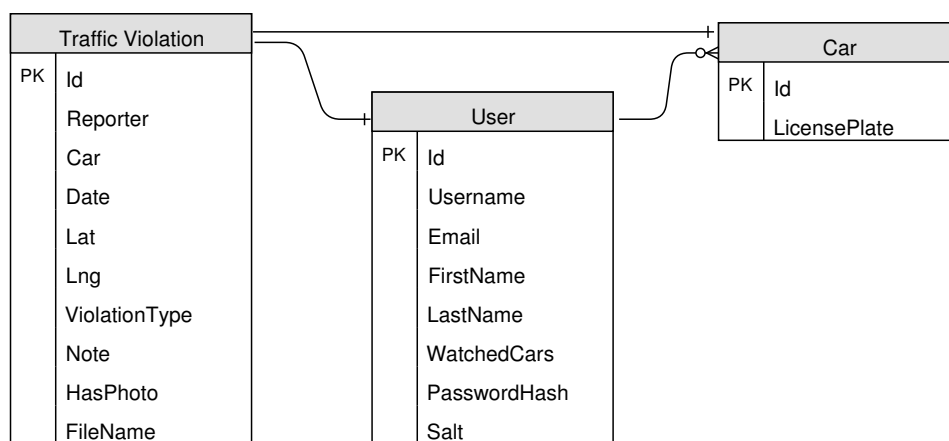 Traffic Violation
PK Id
Reporter
Car
Date
Lat
Lng
ViolationType
Note
HasPhoto
FileName
User
PK Id
Username
Email
FirstName
LastName
WatchedCars
PasswordHash
Salt
Car
PK Id
LicensePlate